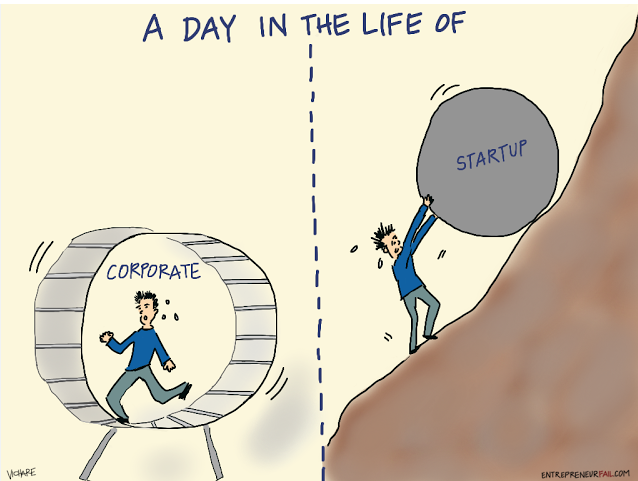 A DAY IN THE LIFE OF
CORPORATE
STARTUP
VICHARE
ENTREPRENEURFAIL.COM